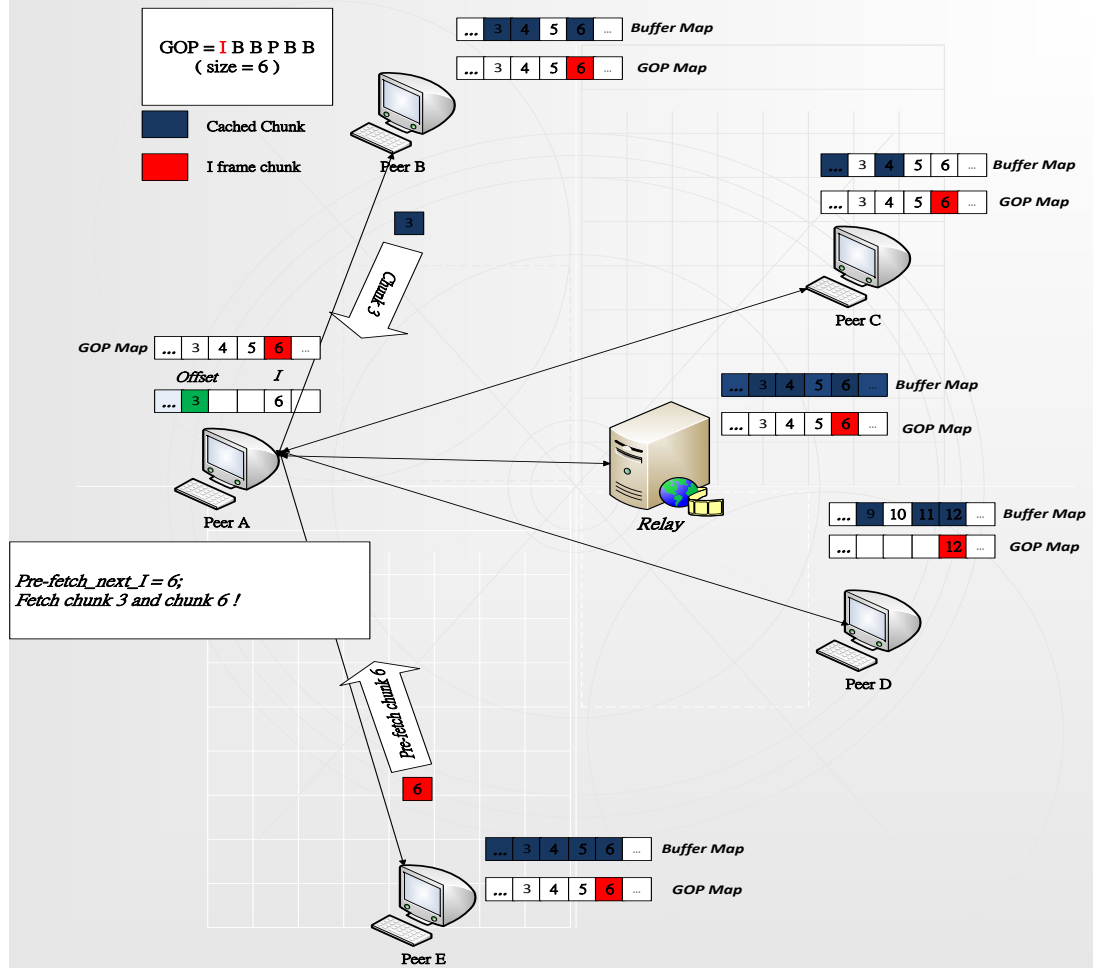 GOP = I B B P B B
( size = 6 )
Cached Chunk
I frame chunk
... 3 4 5 6 ... Buffer Map
... 3 4 5 6 ... GOP Map
Peer B
3
Chunk 3
... 3 4 5 6 ... Buffer Map
... 3 4 5 6 ... GOP Map
Peer C
GOP Map ... 3 4 5 6 ...
Offset I
... 3 6
Peer A
... 3 4 5 6 ... Buffer Map
... 3 4 5 6 ... GOP Map
Relay
... 9 10 11 12 ... Buffer Map
... 12 ... GOP Map
Peer D
Pre-fetch_next_I = 6;
Fetch chunk 3 and chunk 6 !
Pre-fetch chunk 6
6
... 3 4 5 6 ... Buffer Map
... 3 4 5 6 ... GOP Map
Peer E